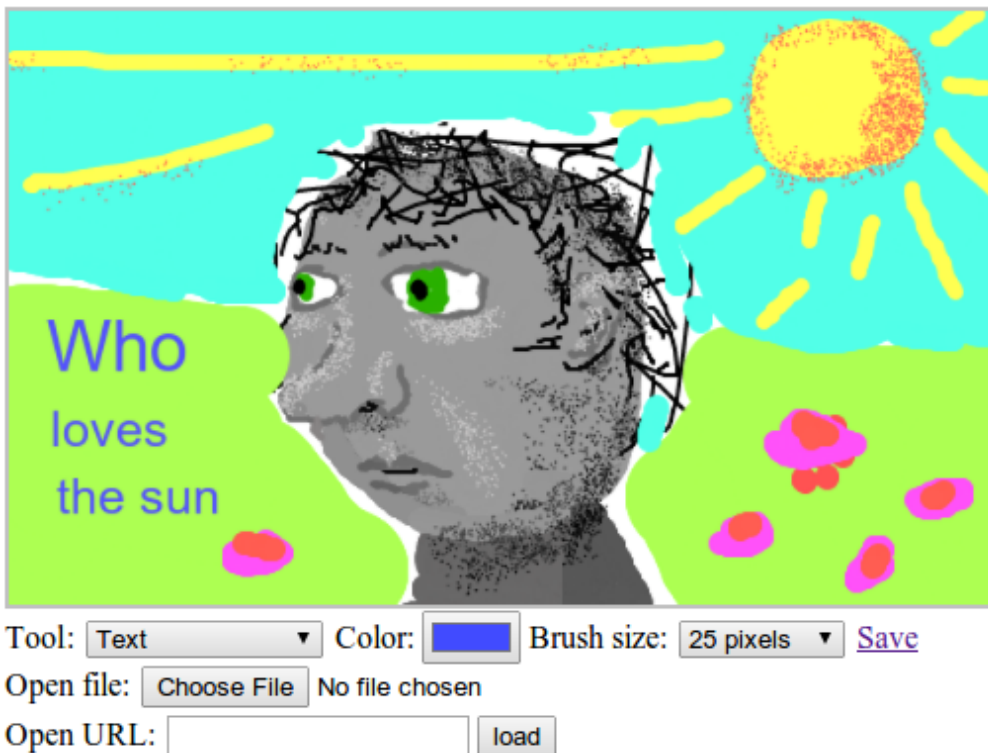 Who
loves
the sun
Tool: Text Color: Brush size: 25 pixels Save
Open file: Choose File No file chosen
Open URL: load